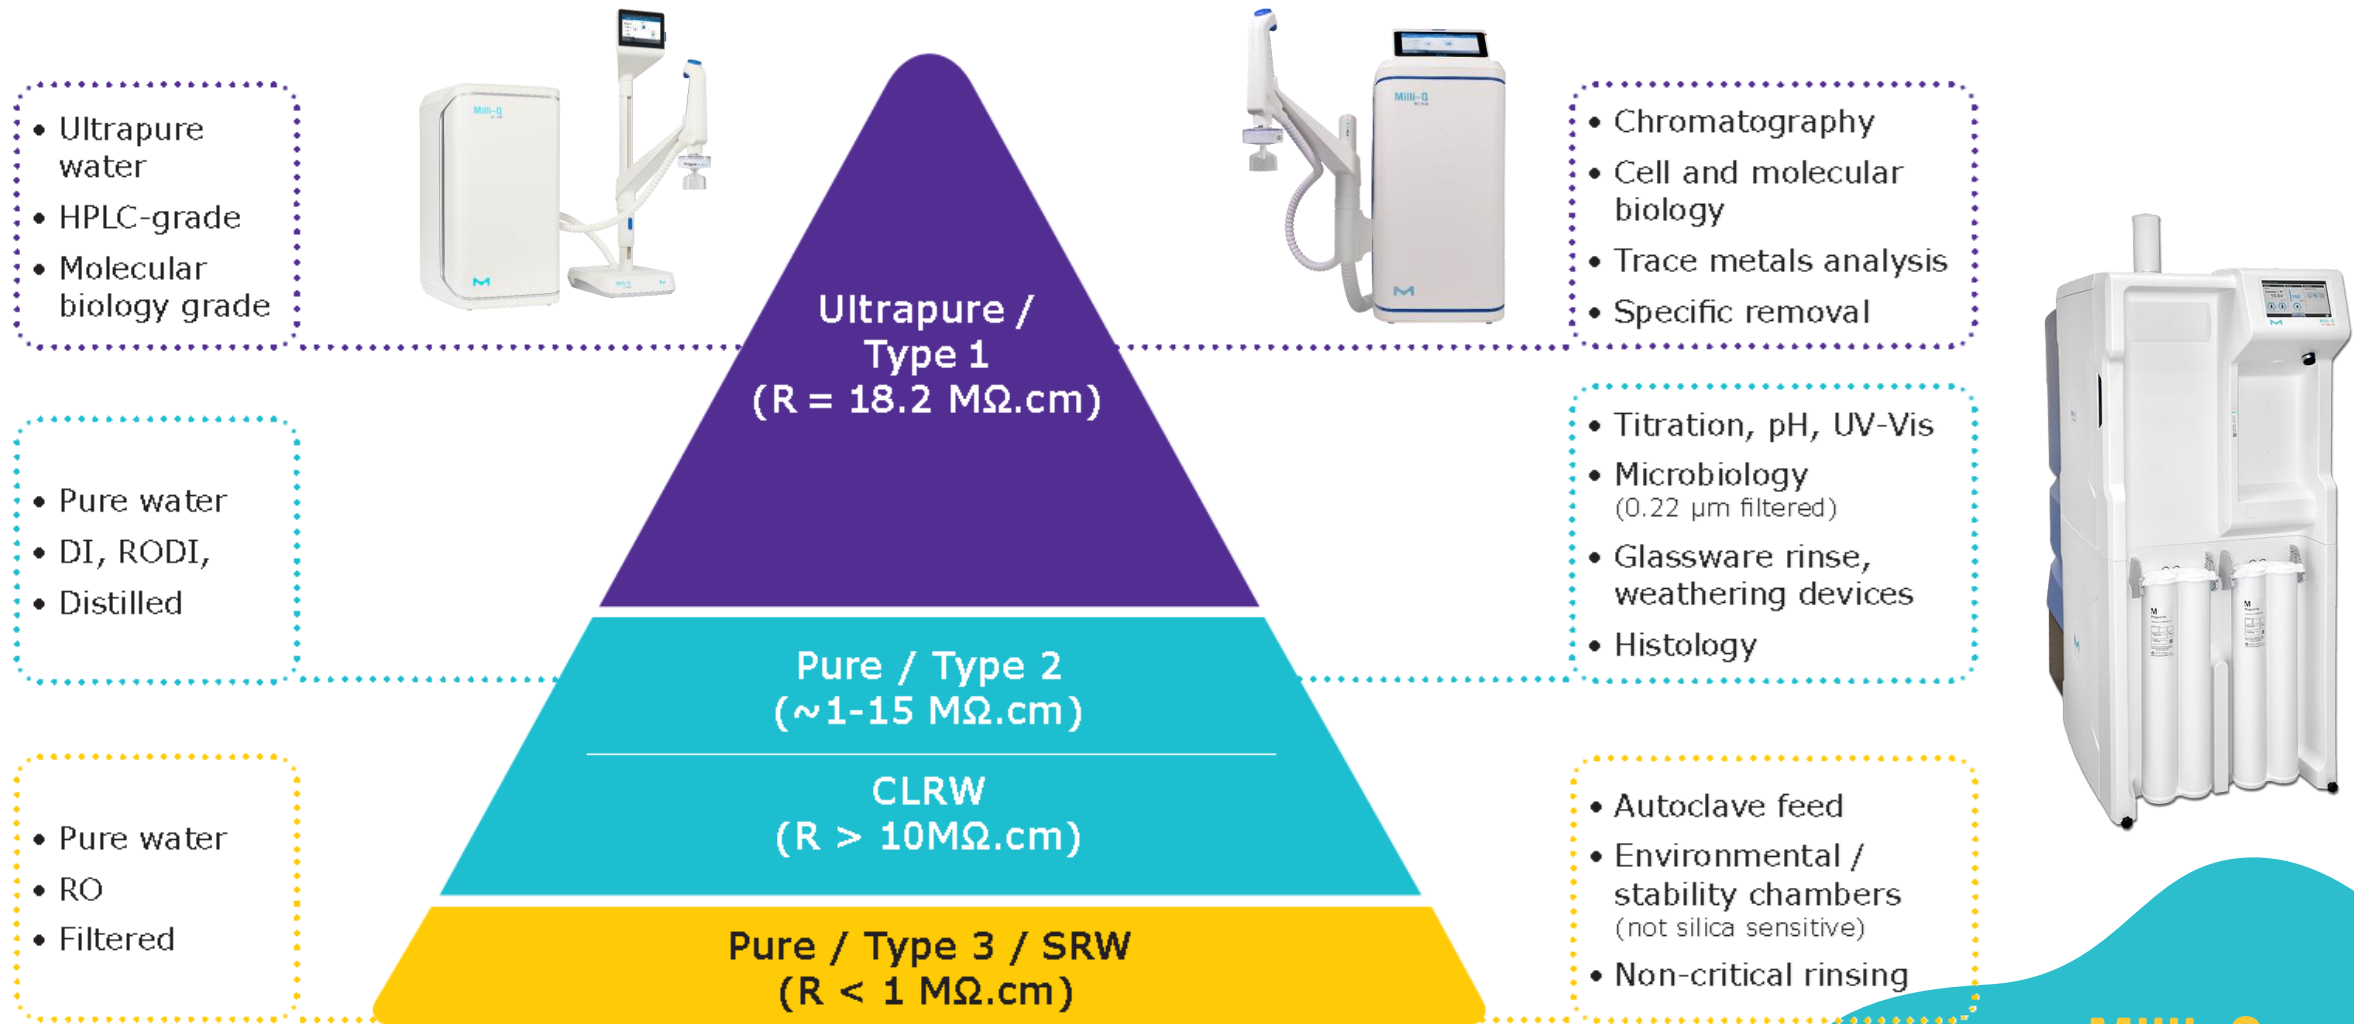 • Ultrapure
water
• HPLC-grade
• Molecular
biology grade
Milli-Q
Milli-Q
Ultrapure /
Type 1
(R = 18.2 MΩ.cm)
• Chromatography
• Cell and molecular
biology
• Trace metals analysis
• Specific removal
• Pure water
• DI, RODI,
• Distilled
Pure / Type 2
(~1-15 MΩ.cm)
CLRW
(R > 10MΩ.cm)
• Titration, pH, UV-Vis
• Microbiology
(0.22 µm filtered)
• Glassware rinse,
weathering devices
• Histology
• Pure water
• RO
• Filtered
Pure / Type 3 / SRW
(R < 1 MΩ.cm)
• Autoclave feed
• Environmental /
stability chambers
(not silica sensitive)
• Non-critical rinsing